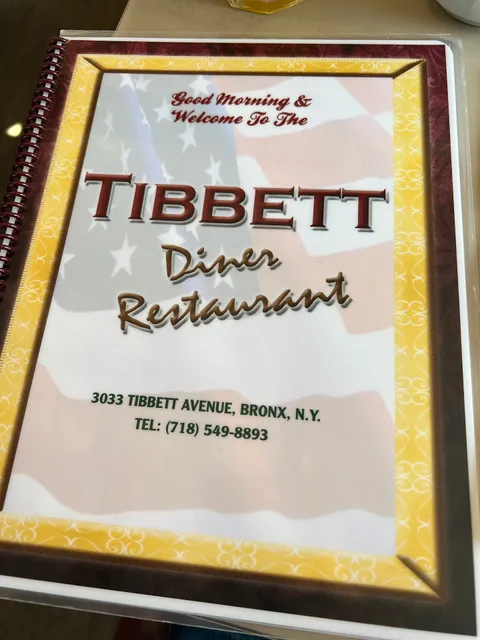 Good Morning &
Welcome To The
TIBBETT
Diner
Restaurant
3033 TIBBETT AVENUE, BRONX, N.Y.
TEL: (718) 549-8893